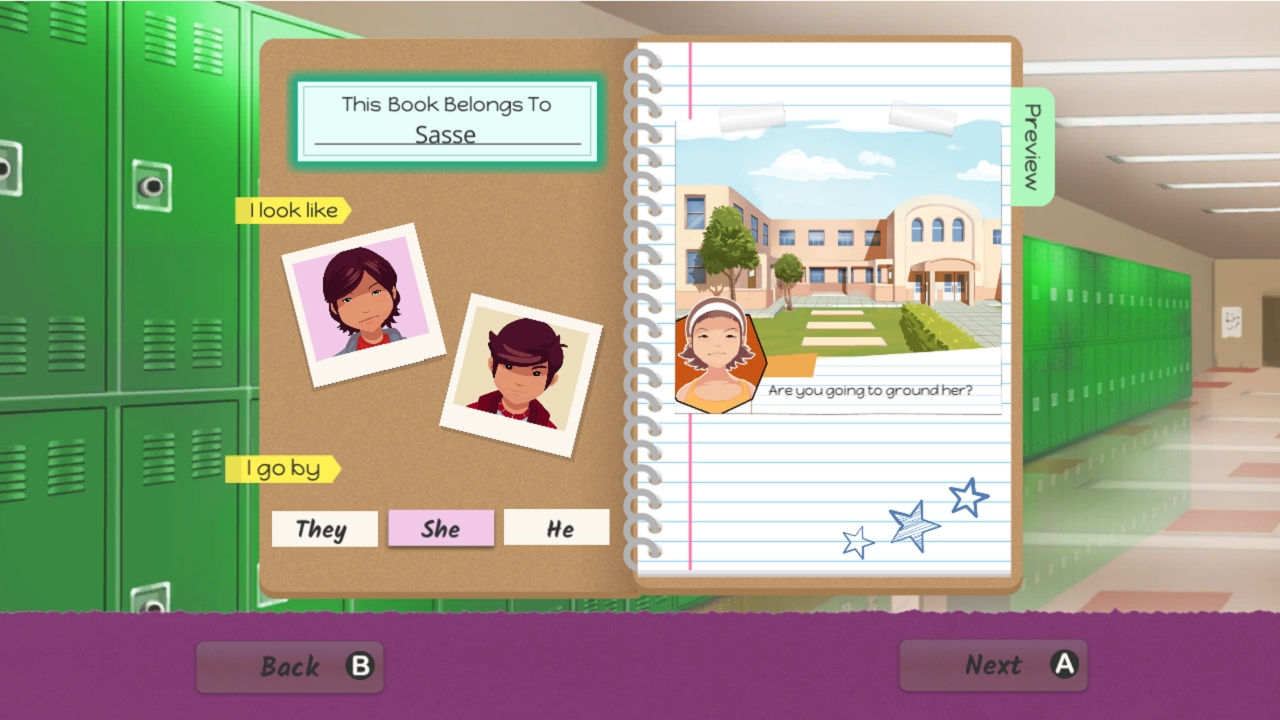 This Book Belongs To
Sasse
I look like
I go by
They
She
He
Preview
Are you going to ground her?
Back B
Next A